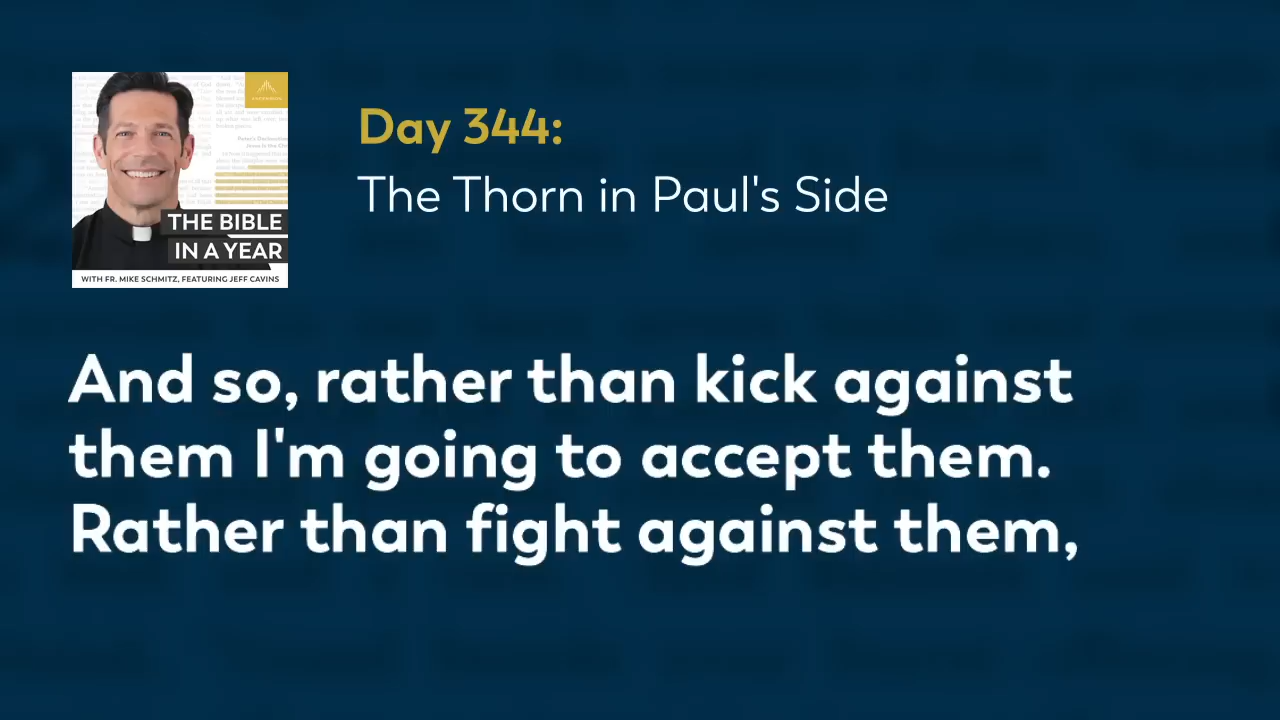 Day 344:
The Thorn in Paul's Side
THE BIBLE
IN A YEAR
WITH FR. MIKE SCHMITZ, FEATURING JEFF CAVINS
And so, rather than kick against
them I'm going to accept them.
Rather than fight against them,